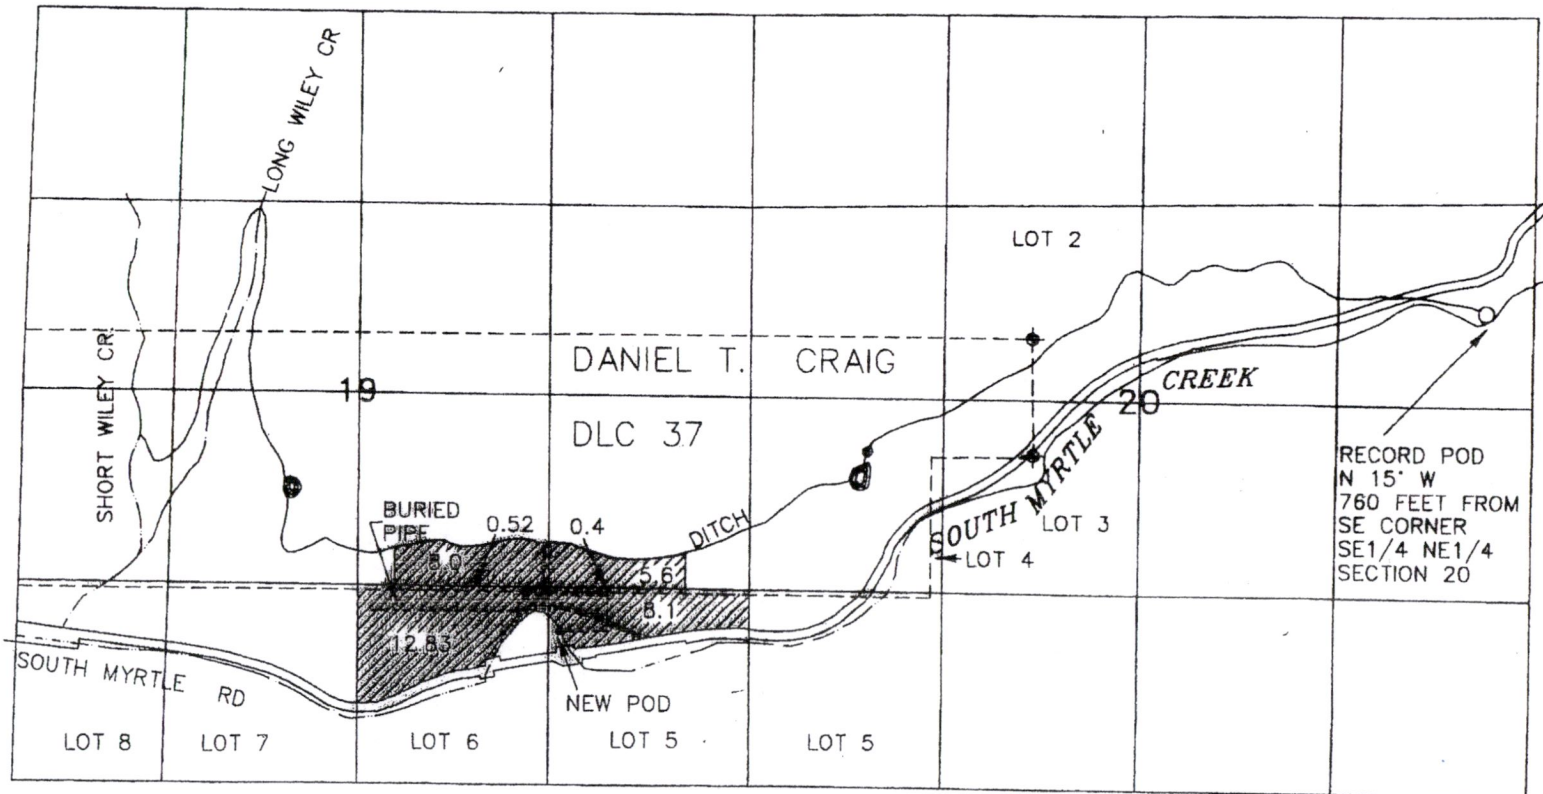 LONG WILEY CR
LOT 2
DANIEL T. CRAIG
SHORT WILEY CR.
19
20
CREEK
DLC 37
SOUTH MYRTLE
RECORD POD
N 15° W
760 FEET FROM
SE CORNER
SE1/4 NE1/4
SECTION 20
BURIED
PIPE
0.52
0.4
DITCH
LOT 3
LOT 4
5.6
8.1
12.83
SOUTH MYRTLE RD
NEW POD
LOT 8
LOT 7
LOT 6
LOT 5
LOT 5